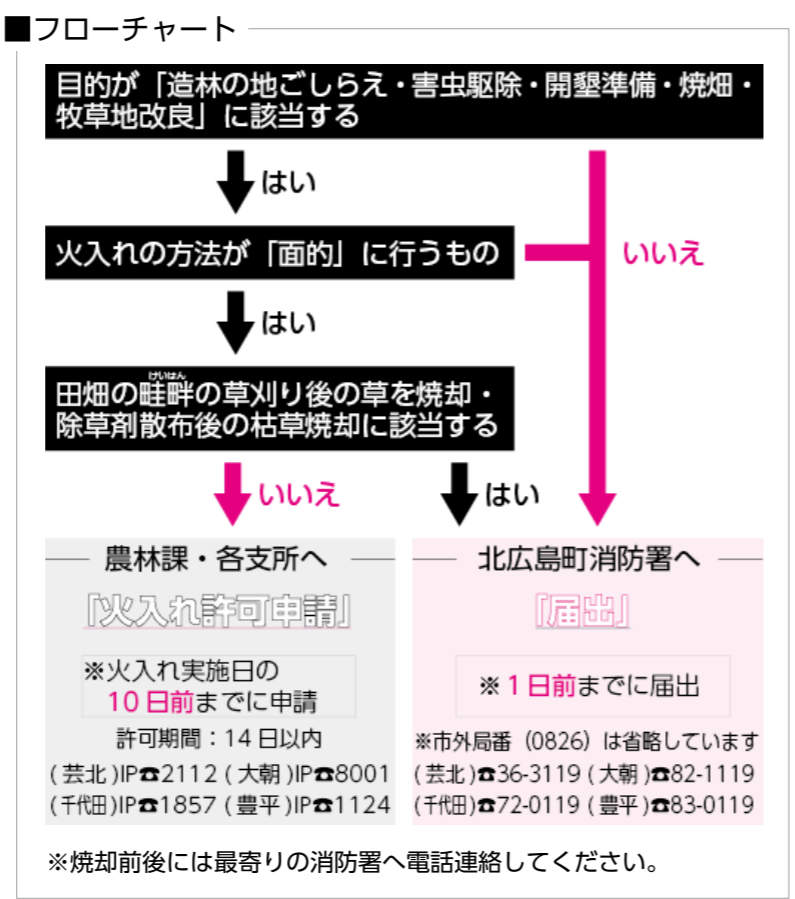 ■フローチャート
目的が「造林の地ごしらえ・害虫駆除・開墾準備・焼畑・
牧草地改良」に該当する
はい
火入れの方法が「面的」に行うもの
いいえ
はい
けいはん
田畑の畦畔の草刈り後の草を焼却・
除草剤散布後の枯草焼却に該当する
いいえ
はい
農林課・各支所へ
『火入れ許可申請』
※火入れ実施日の
10日前までに申請
許可期間：14日以内
(芸北)IP☎2112 (大朝)IP☎8001
(千代田)IP☎1857 (豊平)IP☎1124
北広島町消防署へ
『届出』
※1日前までに届出
※市外局番（0826）は省略しています
(芸北)☎36-3119 (大朝)☎82-1119
(千代田)☎72-0119 (豊平)☎83-0119
※焼却前後には最寄りの消防署へ電話連絡してください。